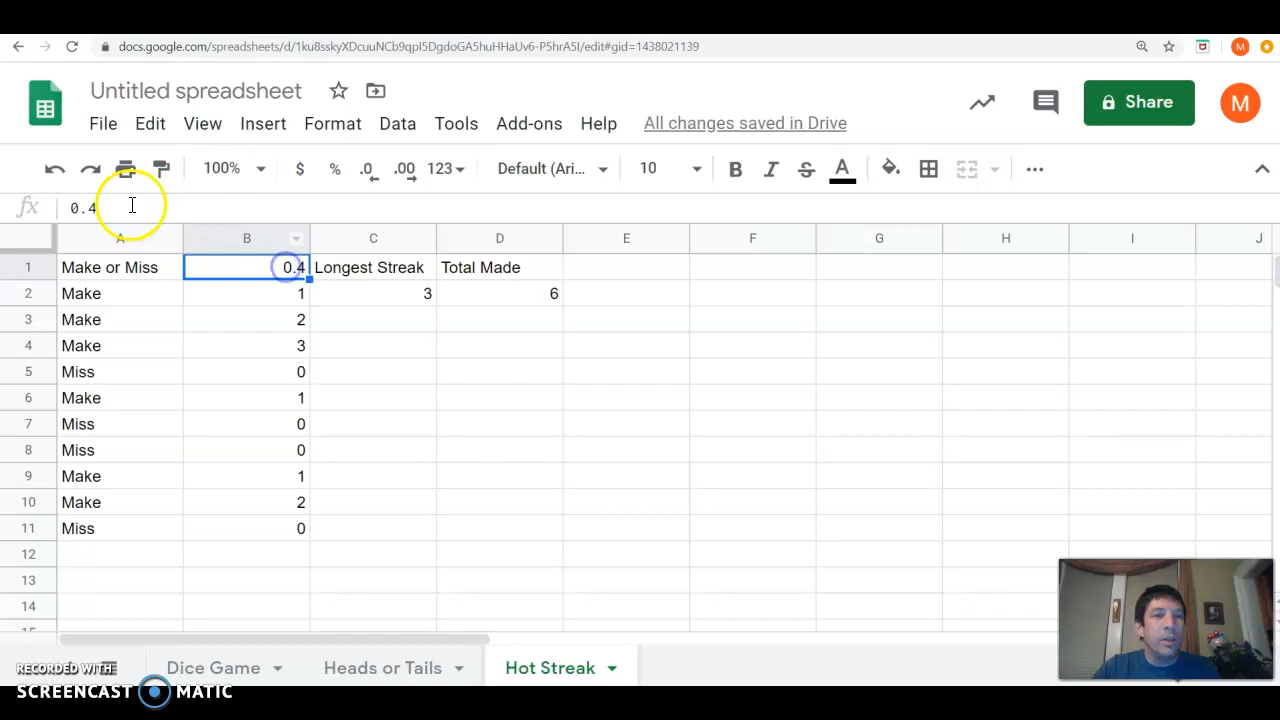 docs.google.com/spreadsheets/d/1ku8sskyXDcuuNCb9qpI5DgdoGA5huHHaUv6-P5hrA5I/edit#gid=1438021139
M
Untitled spreadsheet
Share
M
File Edit View Insert Format Data Tools Add-ons Help All changes saved in Drive
100% $ % .0 .00 123 Default (Ari... 10 B I S A
fx 0.4
A B C D E F G H I J
1 Make or Miss 0.4 Longest Streak Total Made
2 Make 1 3 6
3 Make 2
4 Make 3
5 Miss 0
6 Make 1
7 Miss 0
8 Miss 0
9 Make 1
10 Make 2
11 Miss 0
12
13
14
15
Dice Game Heads or Tails Hot Streak
RECORDED WITH
SCREENCAST MATIC